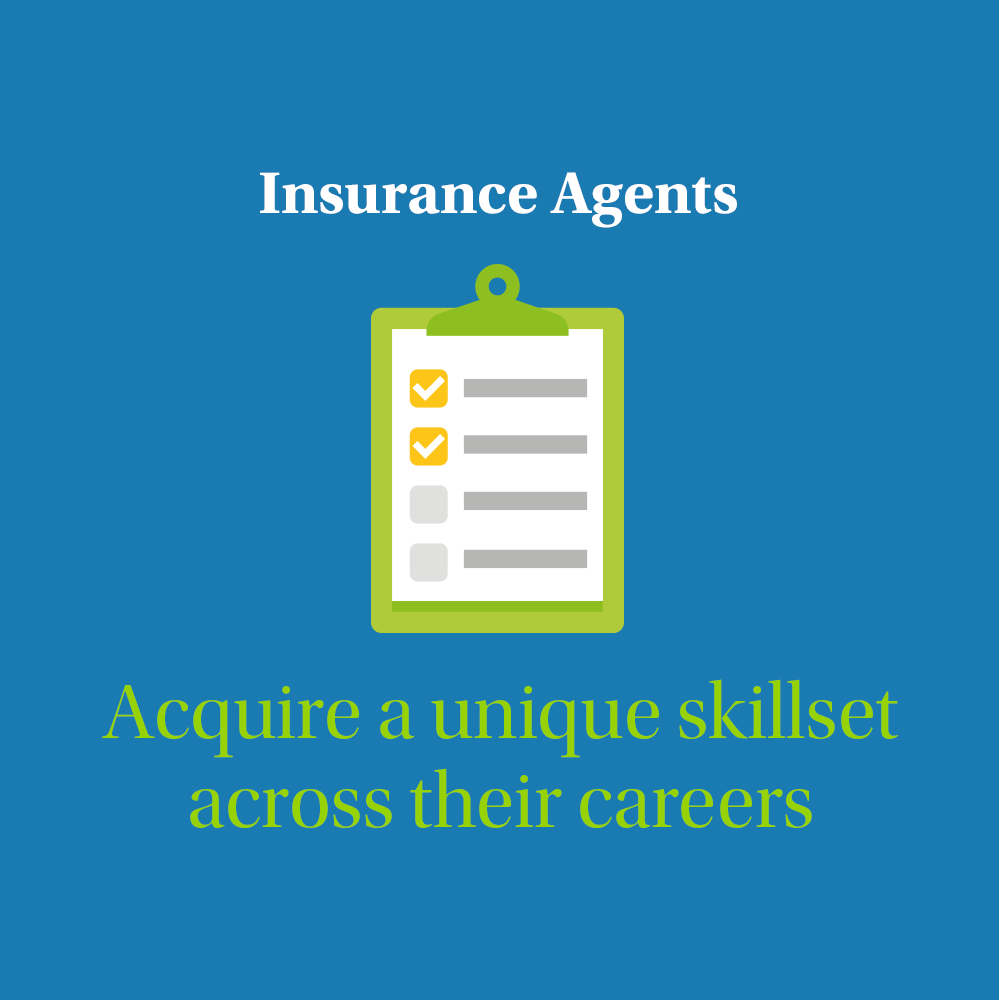 Insurance Agents
Acquire a unique skillset
across their careers